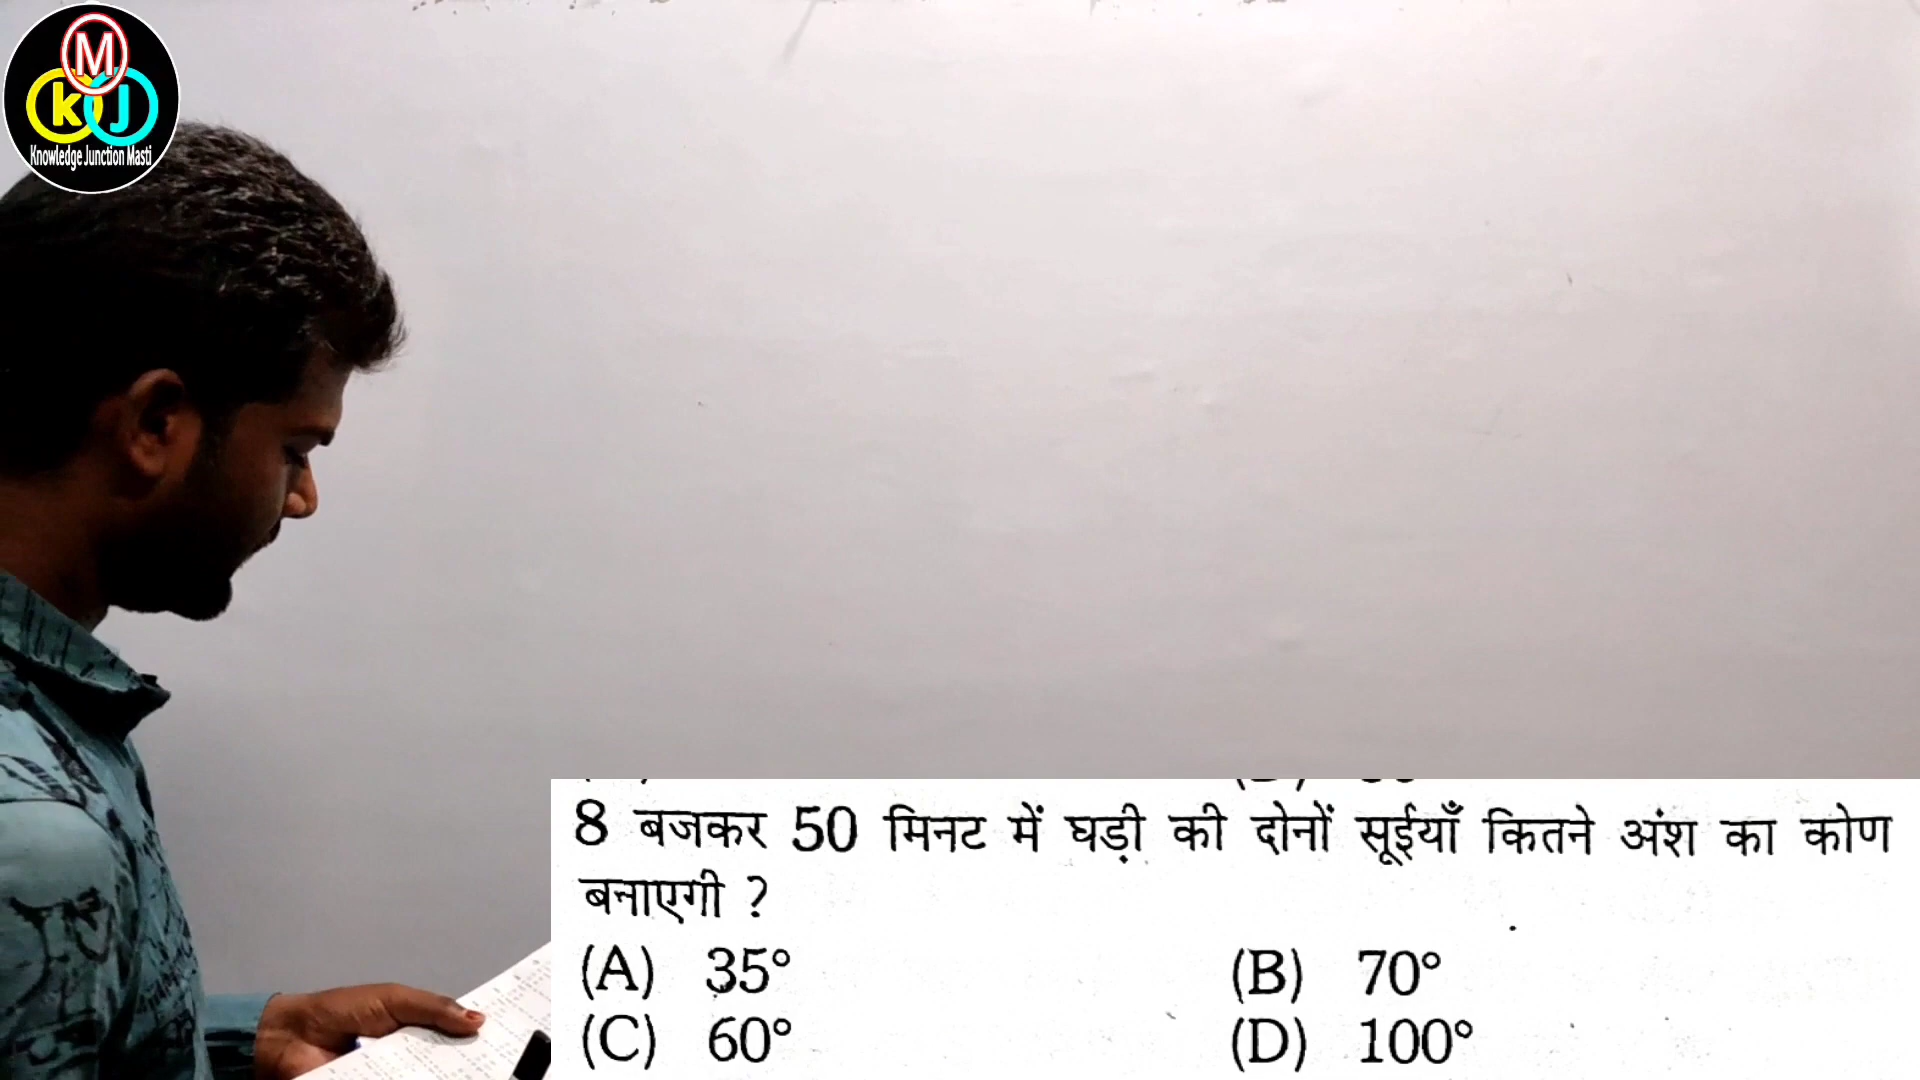 M
k J
Knowledge Junction Masti
8 बजकर 50 मिनट में घड़ी की दोनों सूईयाँ कितने अंश का कोण
बनाएगी ?
(A) 35° (B) 70°
(C) 60° (D) 100°